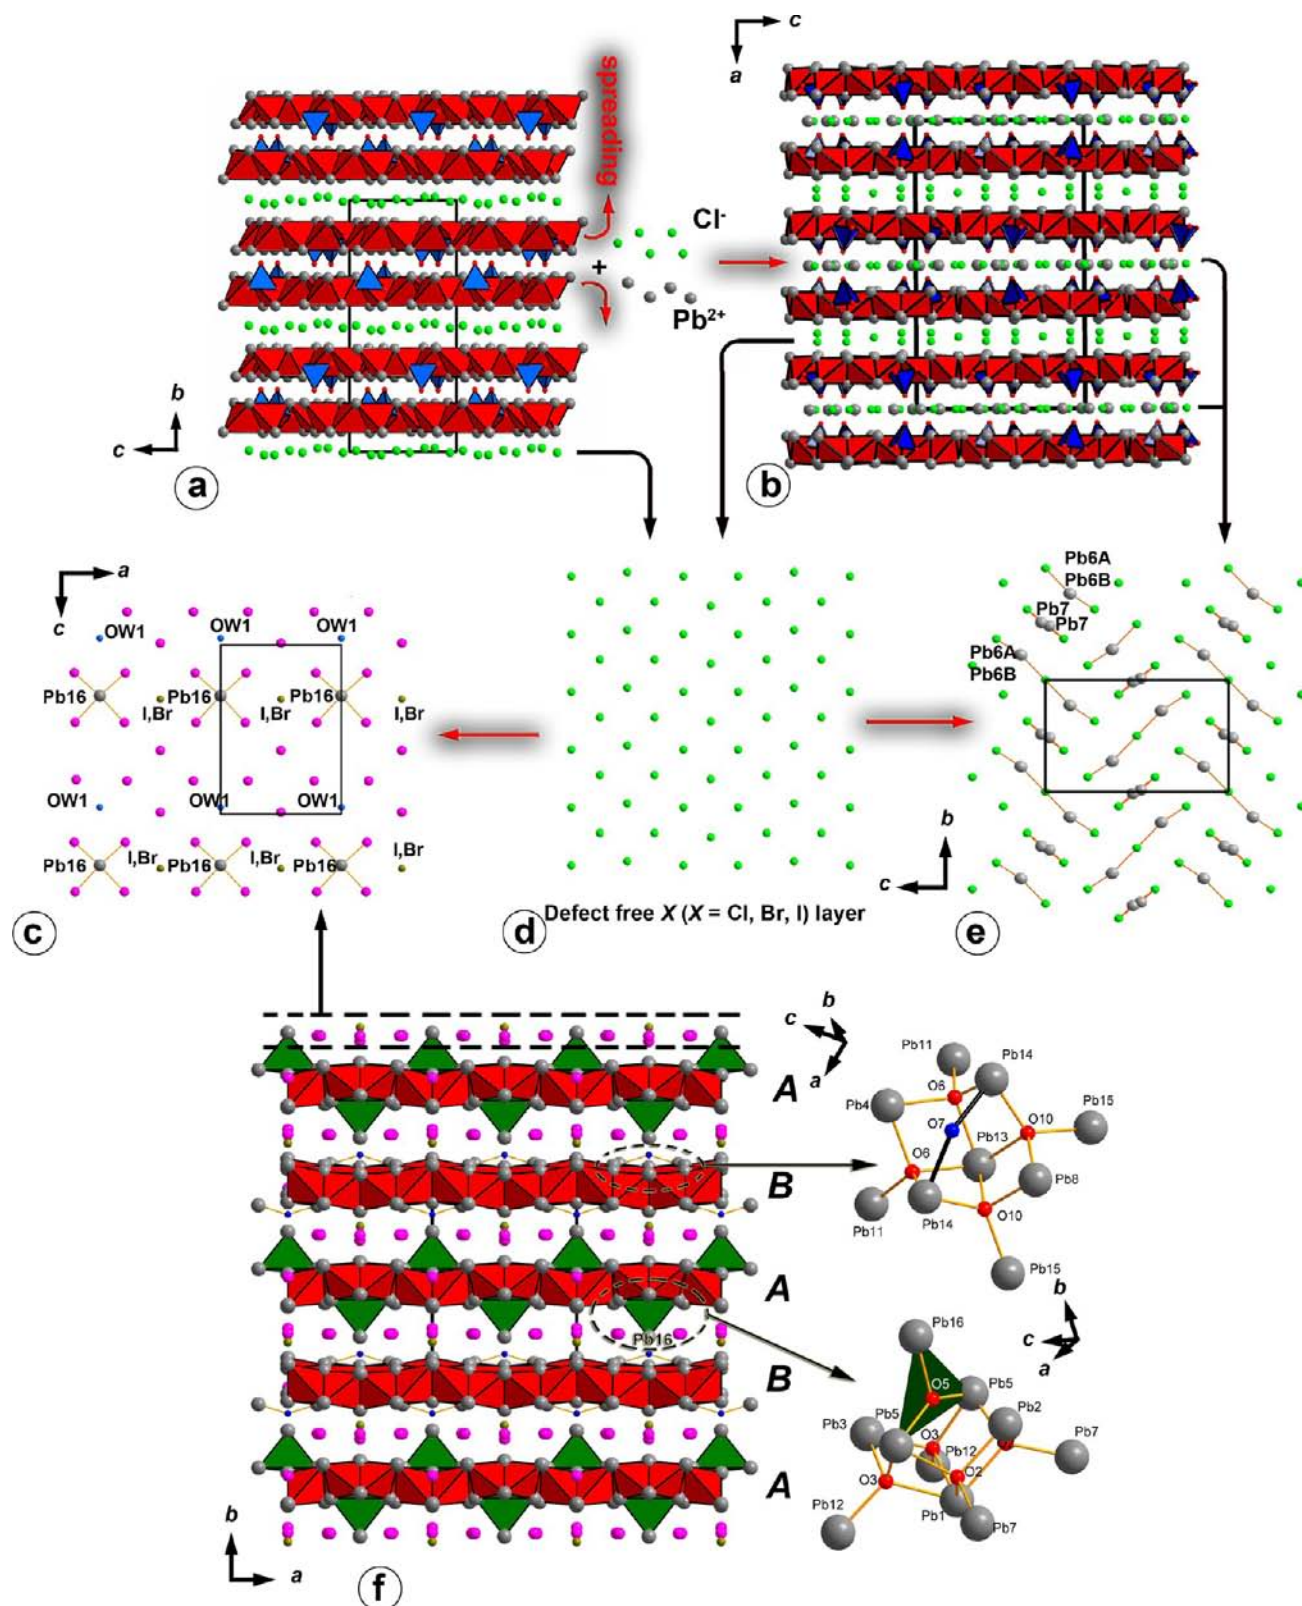 c
a
spreading
Cl-
+
Pb2+
b
c
a
b
a
c
OW1
OW1
OW1
Pb16
Pb16
Pb16
I,Br
I,Br
I,Br
OW1
OW1
OW1
Pb16
I,Br
Pb16
I,Br
Pb16
I,Br
c
d
Defect free X (X = Cl, Br, I) layer
Pb6A
Pb6B
Pb7
Pb7
Pb6A
Pb6B
b
c
e
A
B
A
Pb16
B
A
b
a
f
b
c
a
Pb11
Pb14
O6
Pb4
O7
O10
Pb15
Pb13
O6
Pb8
Pb11
Pb14
O10
Pb15
b
c
a
Pb16
O5
Pb5
Pb3
Pb5
Pb2
O3
Pb7
Pb12
O3
O2
Pb12
Pb1
Pb7